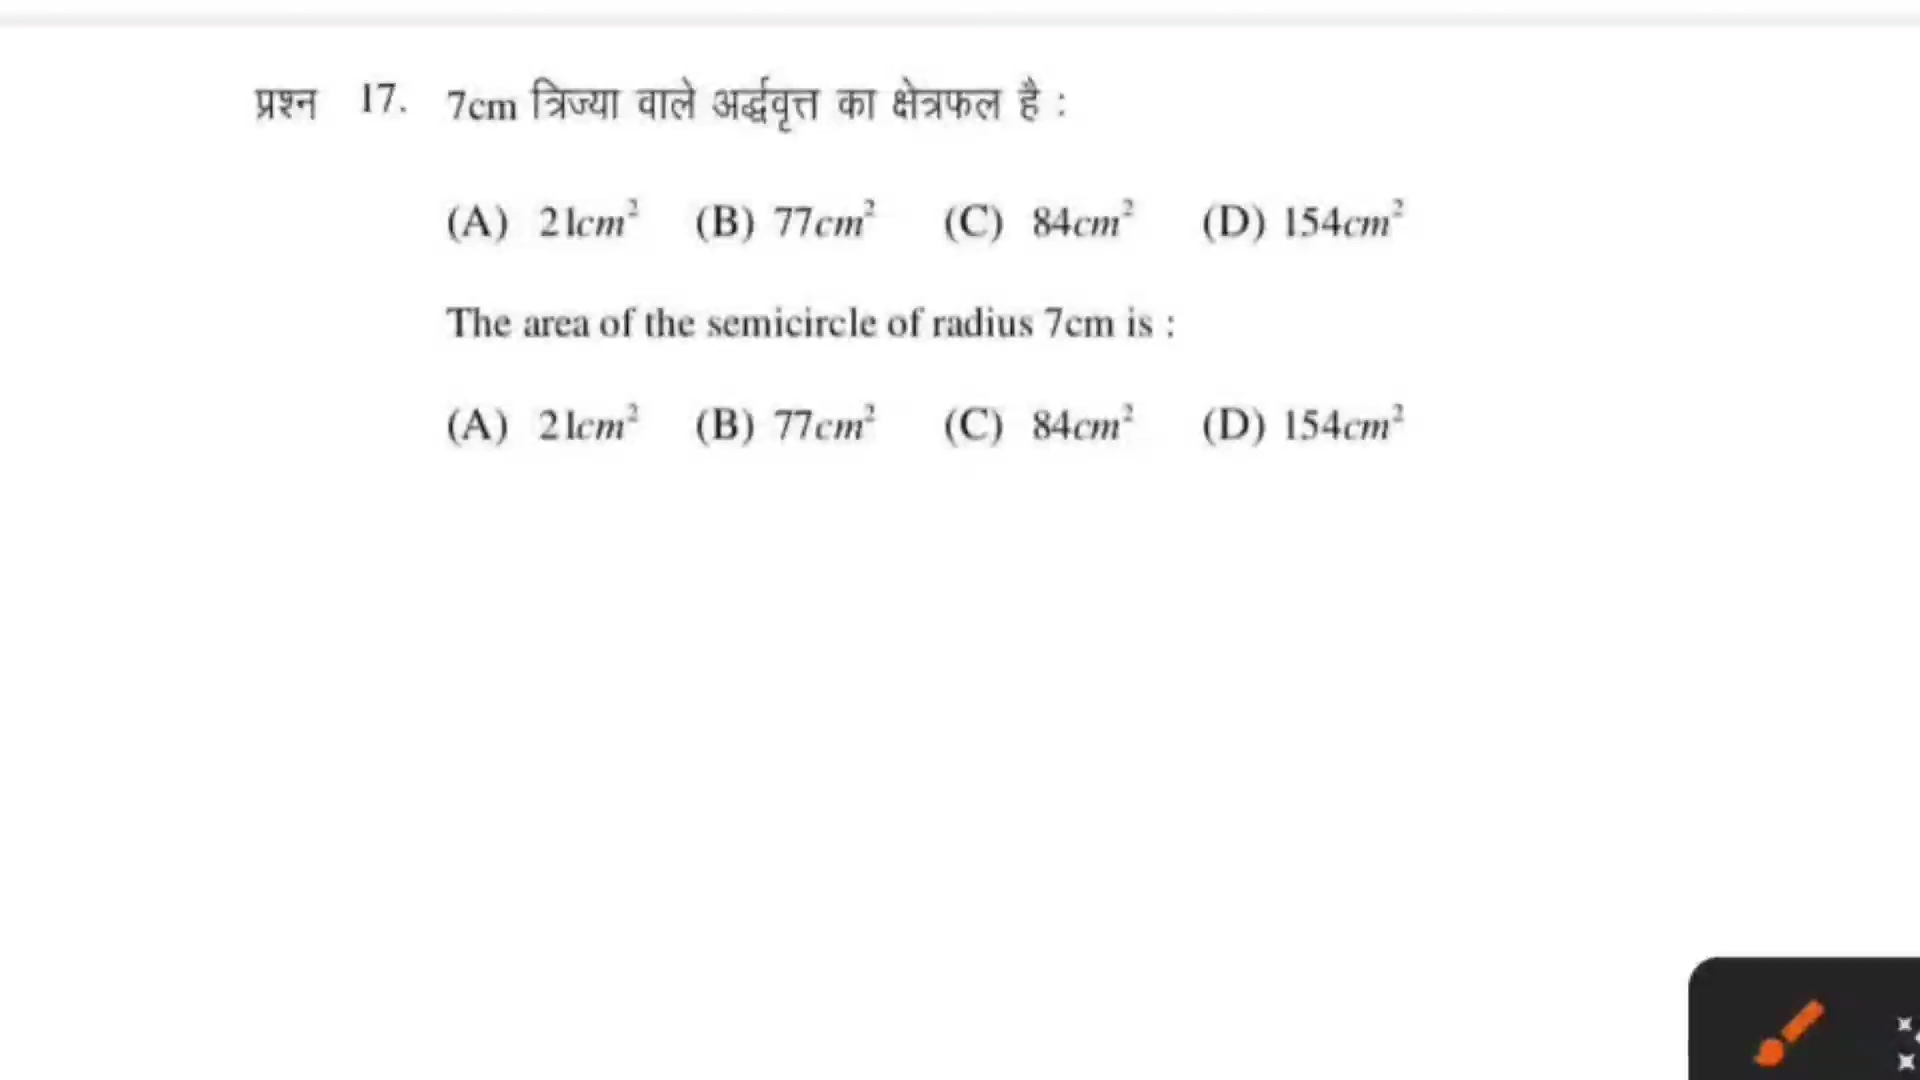 प्रश्न 17. 7cm त्रिज्या वाले अर्द्धवृत्त का क्षेत्रफल है :
(A) 21cm² (B) 77cm² (C) 84cm² (D) 154cm²
The area of the semicircle of radius 7cm is :
(A) 21cm² (B) 77cm² (C) 84cm² (D) 154cm²